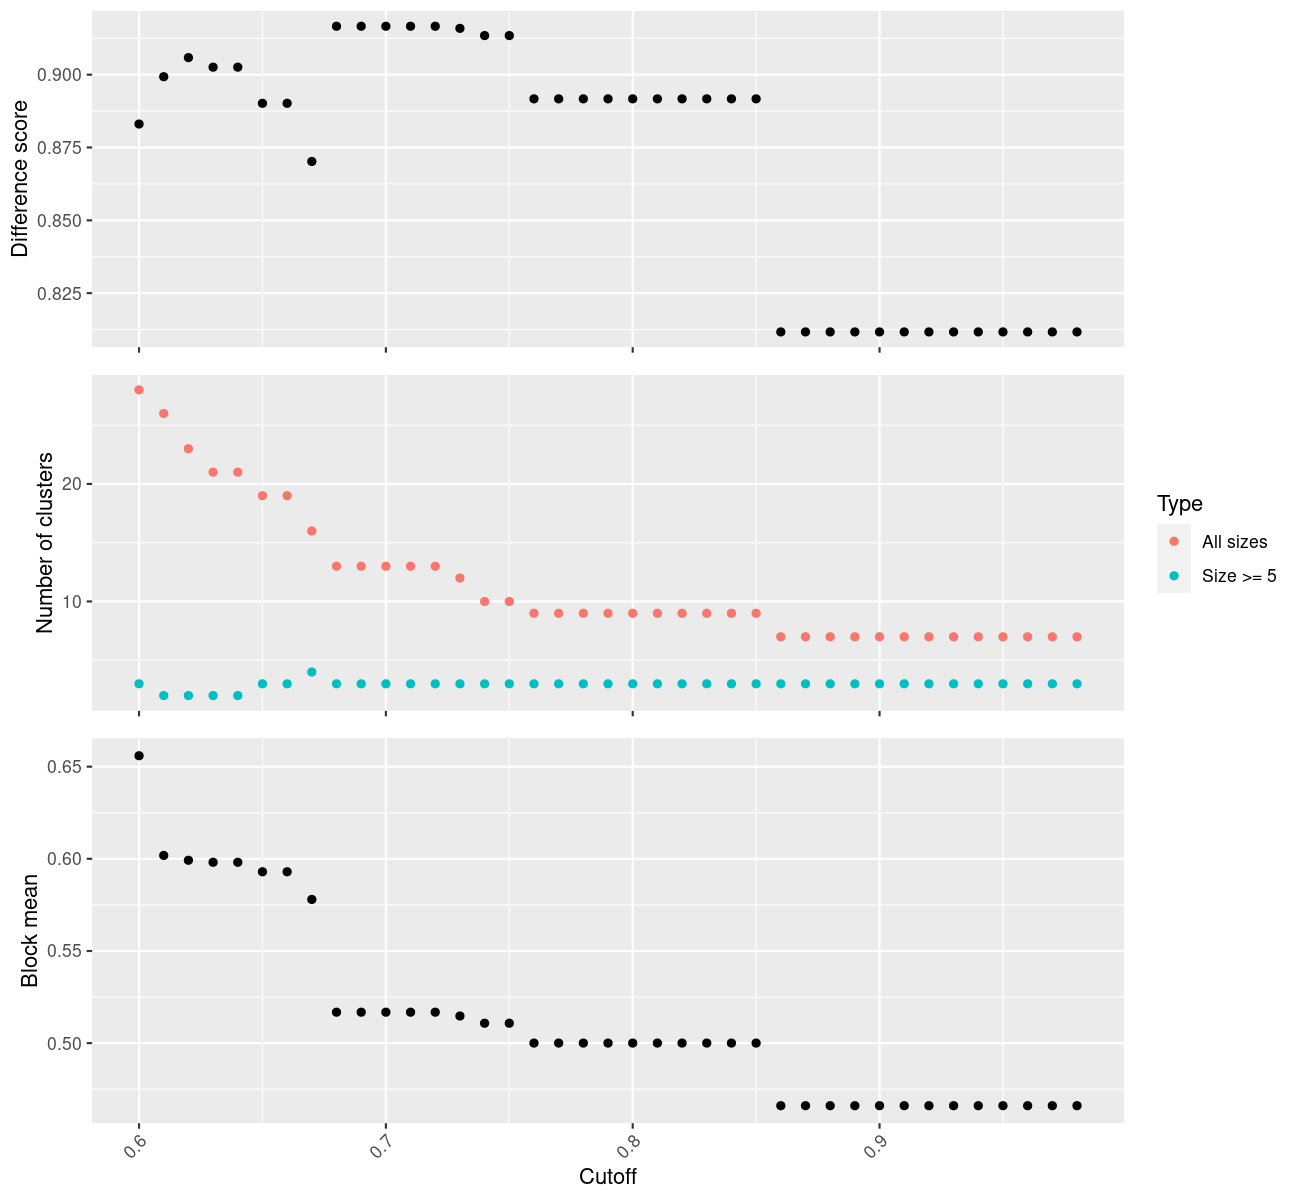 Difference score
0.900
0.875
0.850
0.825
Number of clusters
20
10
Type
All sizes
Size >= 5
Block mean
0.65
0.60
0.55
0.50
0.6
0.7
0.8
0.9
Cutoff